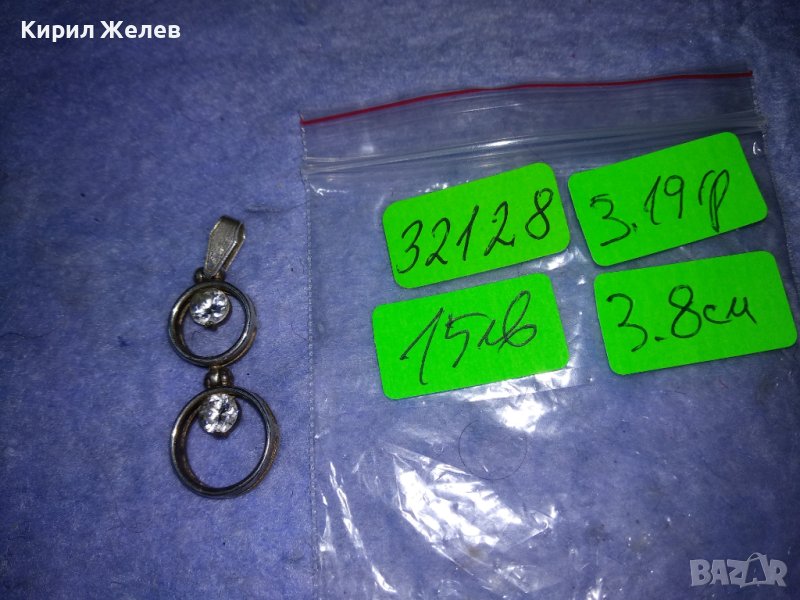 Кирил Желев
32128
3.19гр
15лв
3.8см
BAZAR